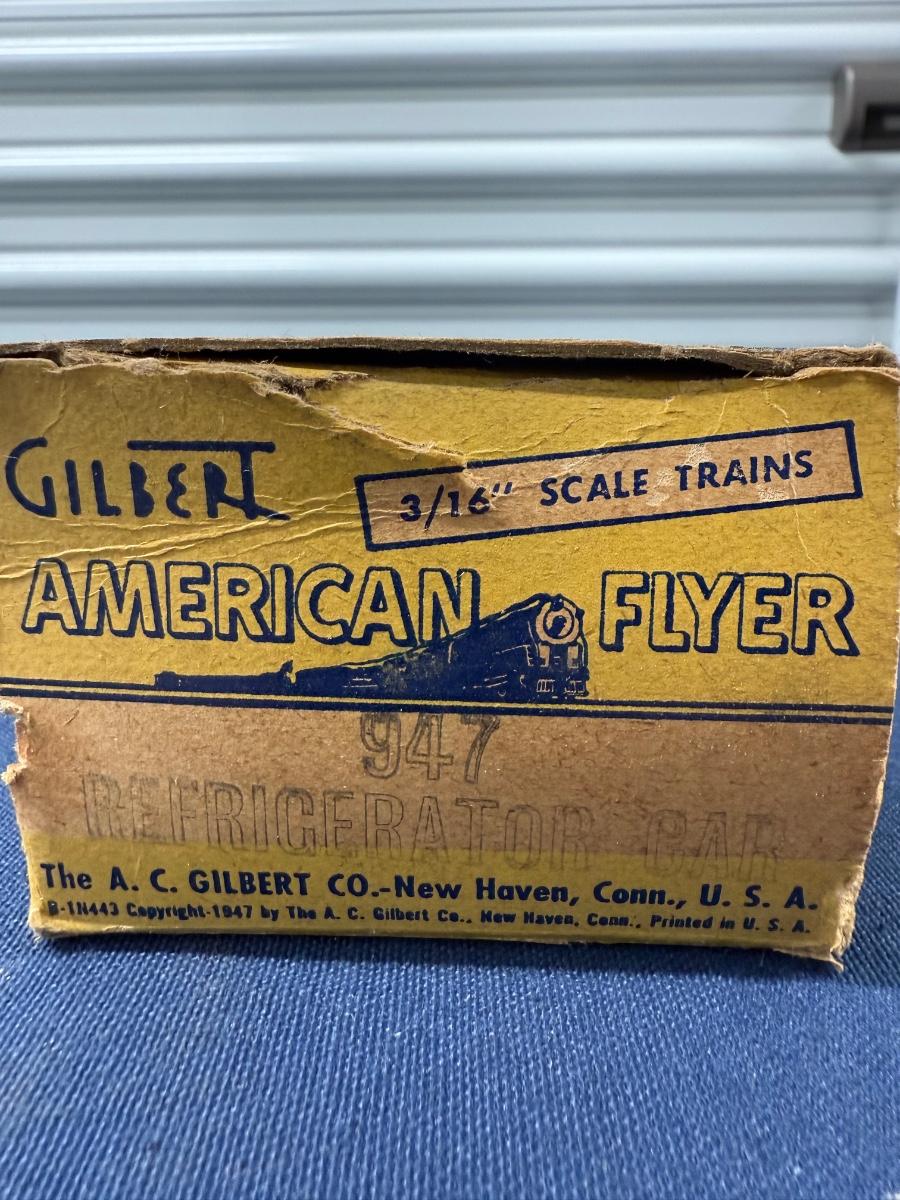 GILBERT
3/16" SCALE TRAINS
AMERICAN FLYER
947
REFRIGERATOR CAR
The A. C. GILBERT CO.-New Haven, Conn., U. S. A.
B-1N443 Copyright-1947 by The A. C. Gilbert Co., New Haven, Conn., Printed in U. S. A.